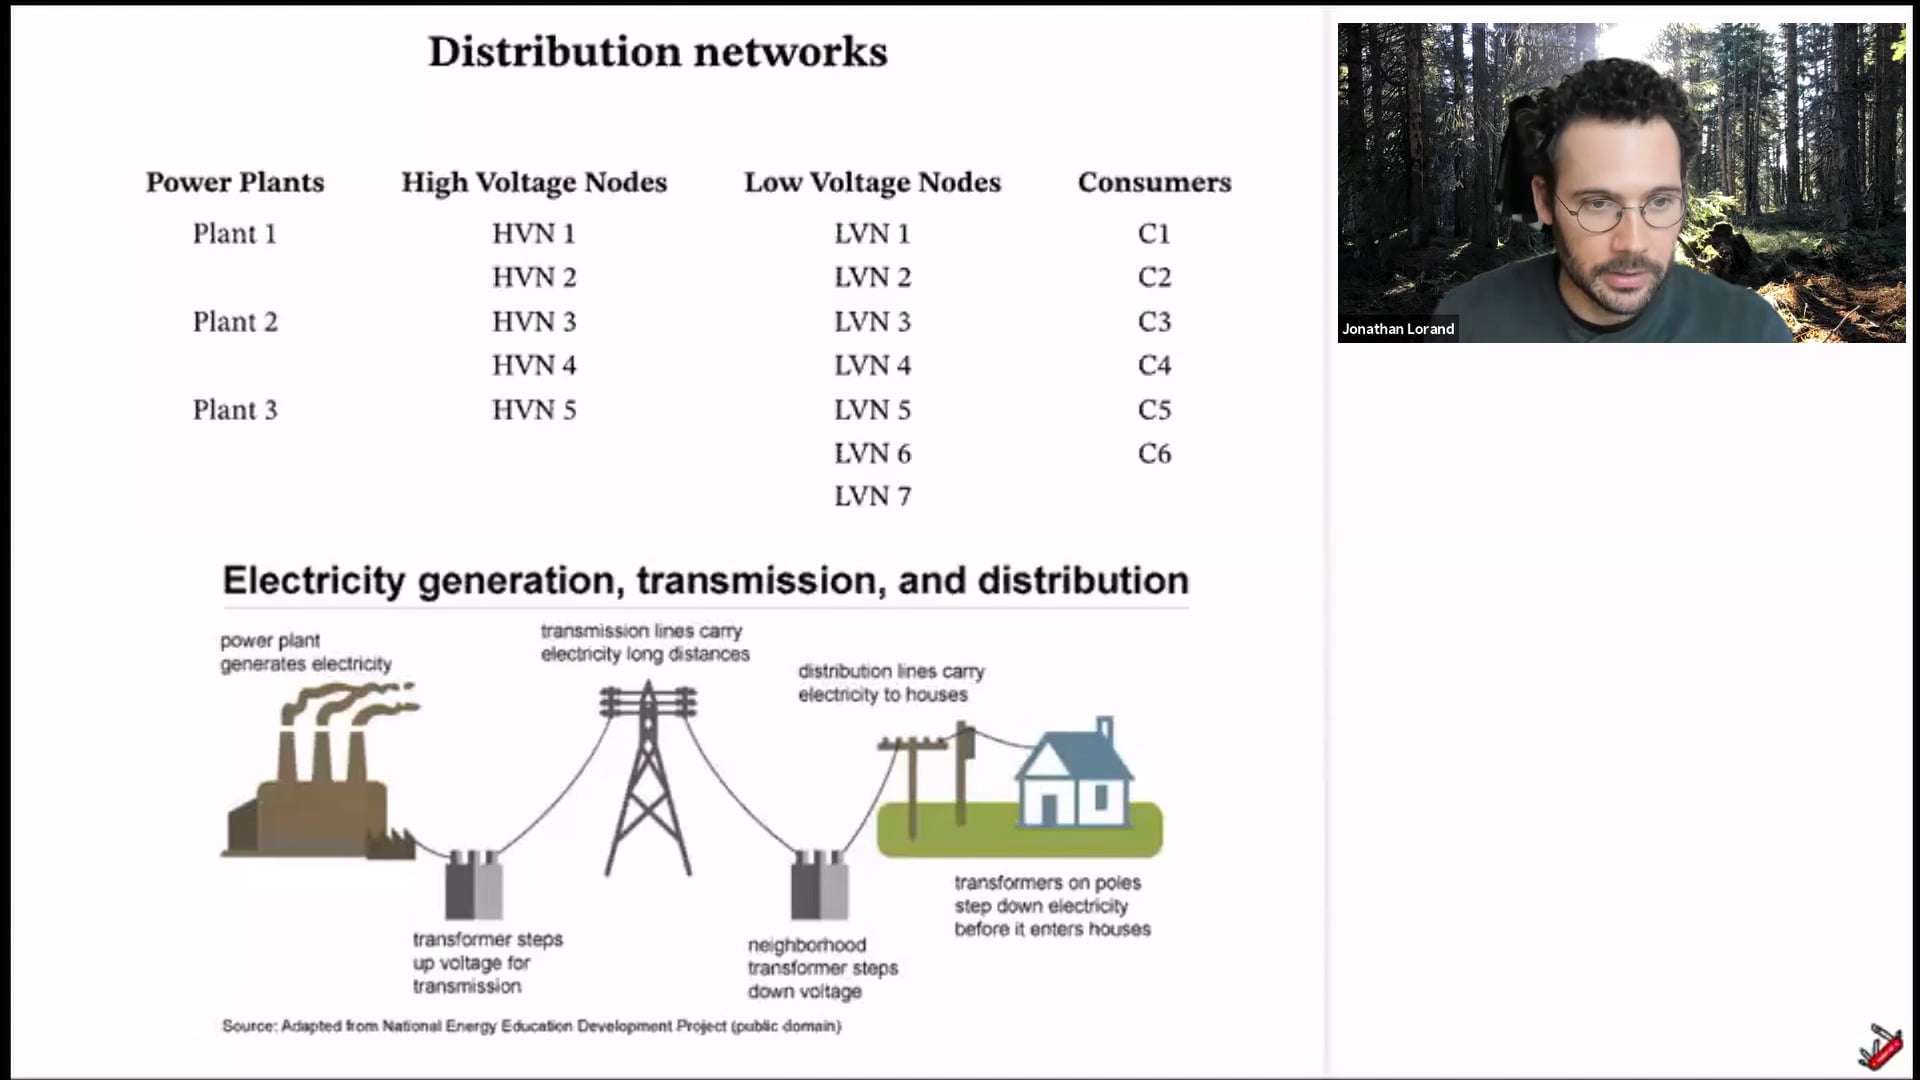 Distribution networks
Power Plants High Voltage Nodes Low Voltage Nodes Consumers
Plant 1 HVN 1 LVN 1 C1
HVN 2 LVN 2 C2
Plant 2 HVN 3 LVN 3 C3
HVN 4 LVN 4 C4
Plant 3 HVN 5 LVN 5 C5
LVN 6 C6
LVN 7
Jonathan Lorand
Electricity generation, transmission, and distribution
power plant
generates electricity
transmission lines carry
electricity long distances
distribution lines carry
electricity to houses
transformer steps
up voltage for
transmission
neighborhood
transformer steps
down voltage
transformers on poles
step down electricity
before it enters houses
Source: Adapted from National Energy Education Development Project (public domain)